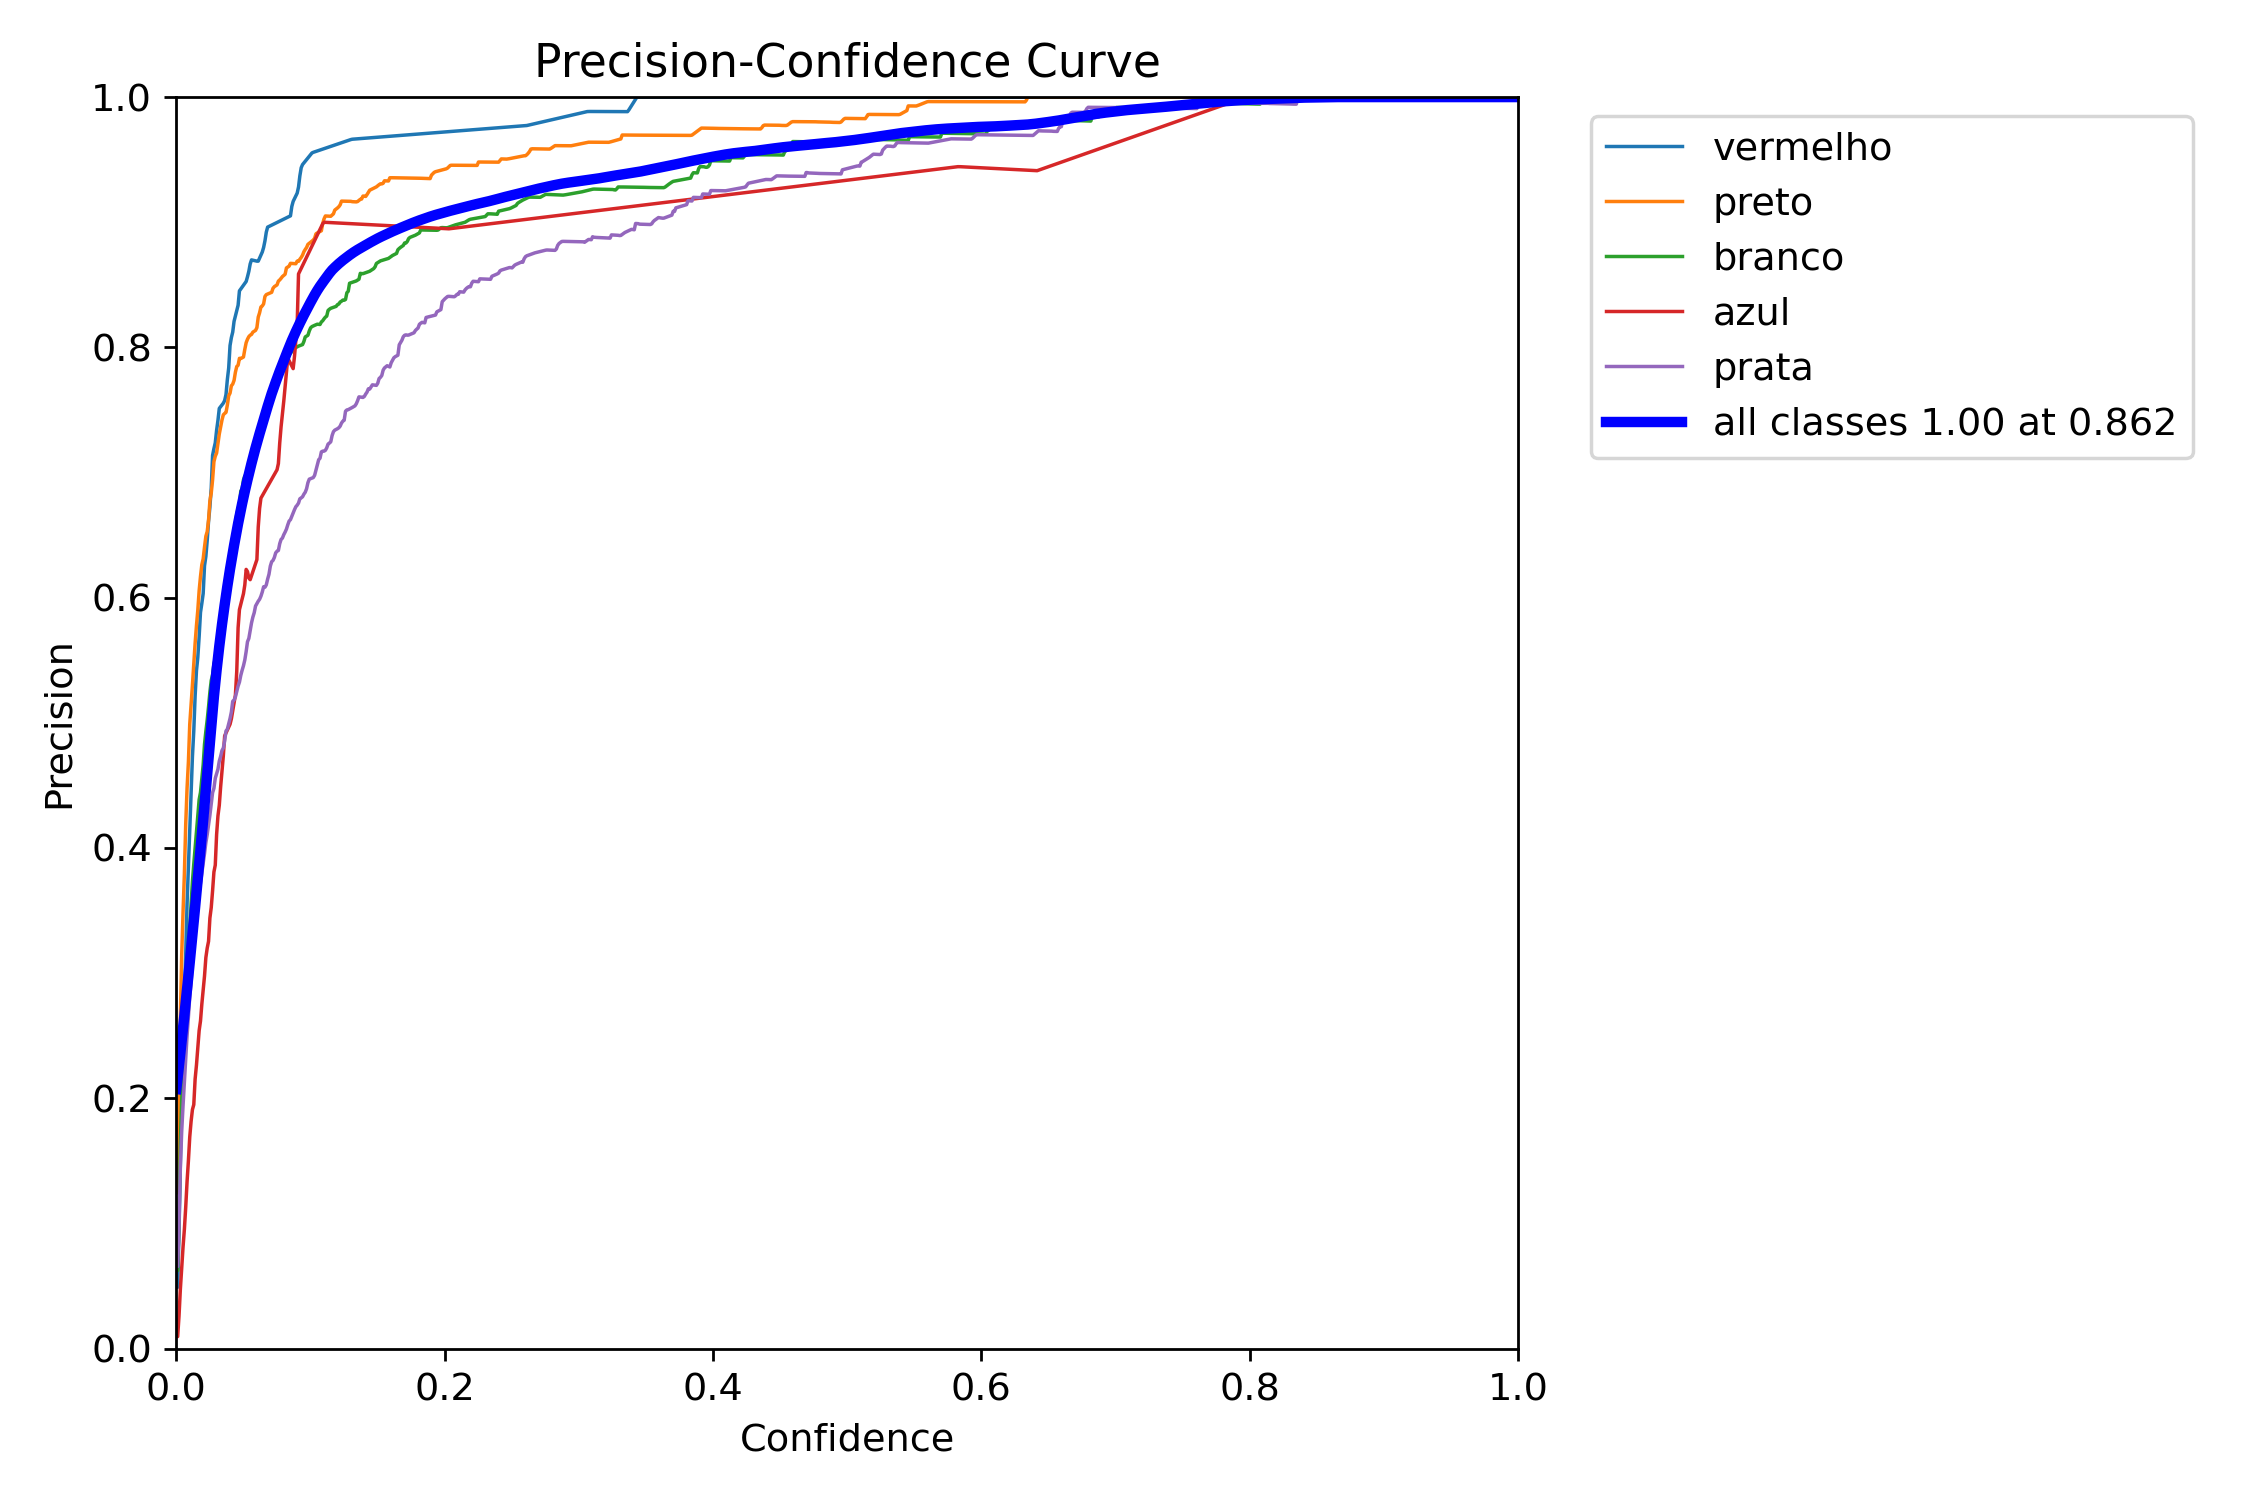 Precision-Confidence Curve
1.0
0.8
0.6
0.4
0.2
0.0
Precision
0.0 0.2 0.4 0.6 0.8 1.0
Confidence
vermelho
preto
branco
azul
prata
all classes 1.00 at 0.862